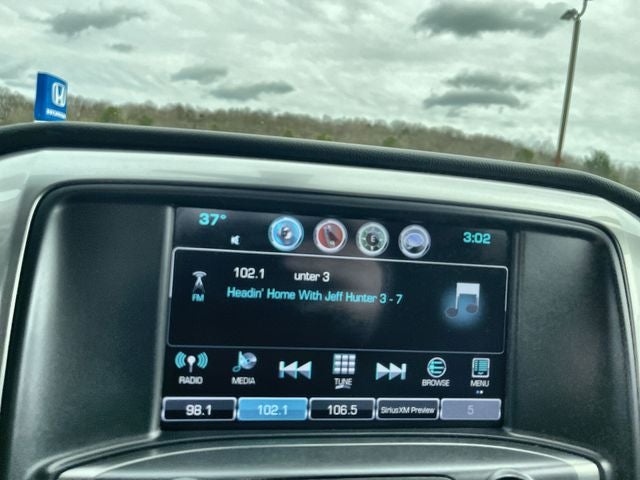 37°
3:02
102.1 unter 3
FM
Headin' Home With Jeff Hunter 3 - 7
RADIO MEDIA TUNE BROWSE MENU
98.1 102.1 106.5 SiriusXM Preview 5